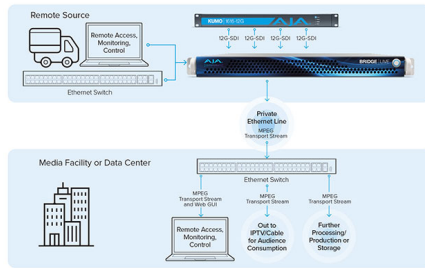 Remote Source
Remote Access,
Monitoring,
Control
Ethernet Switch
KUMO 1616-12G
AJA
12G-SDI 12G-SDI 12G-SDI 12G-SDI
AJA
BRIDGE LIVE
Private
Ethernet Line
MPEG
Transport Stream
Media Facility or Data Center
Ethernet Switch
MPEG
Transport Stream
and Web GUI
MPEG
Transport Stream
MPEG
Transport Stream
Remote Access,
Monitoring,
Control
Out to
IPTV/Cable
for Audience
Consumption
Further
Processing/
Production or
Storage